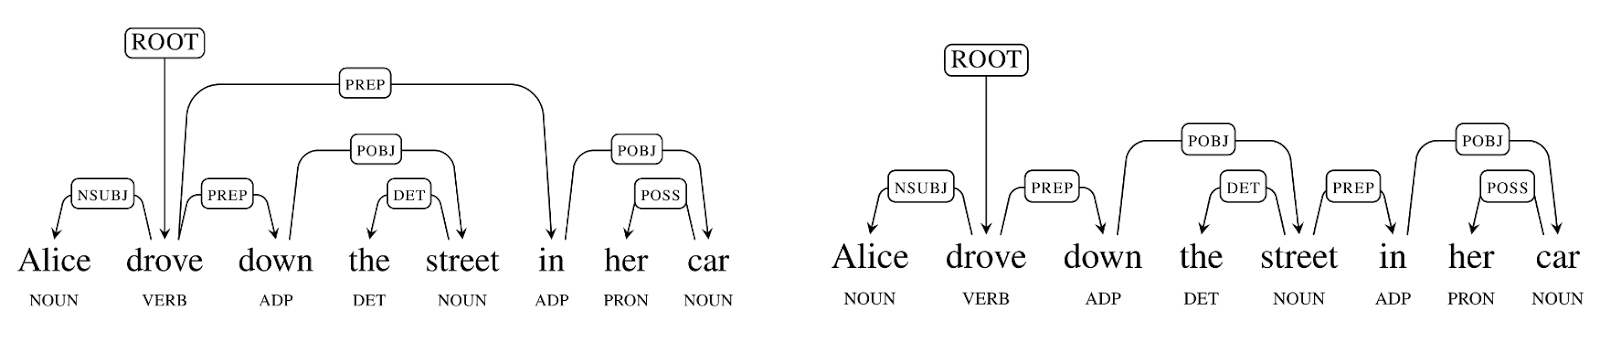 ROOT
PREP
POBJ POBJ
NSUBJ PREP DET POSS
Alice drove down the street in her car
NOUN VERB ADP DET NOUN ADP PRON NOUN
ROOT
POBJ POBJ
NSUBJ PREP DET PREP POSS
Alice drove down the street in her car
NOUN VERB ADP DET NOUN ADP PRON NOUN